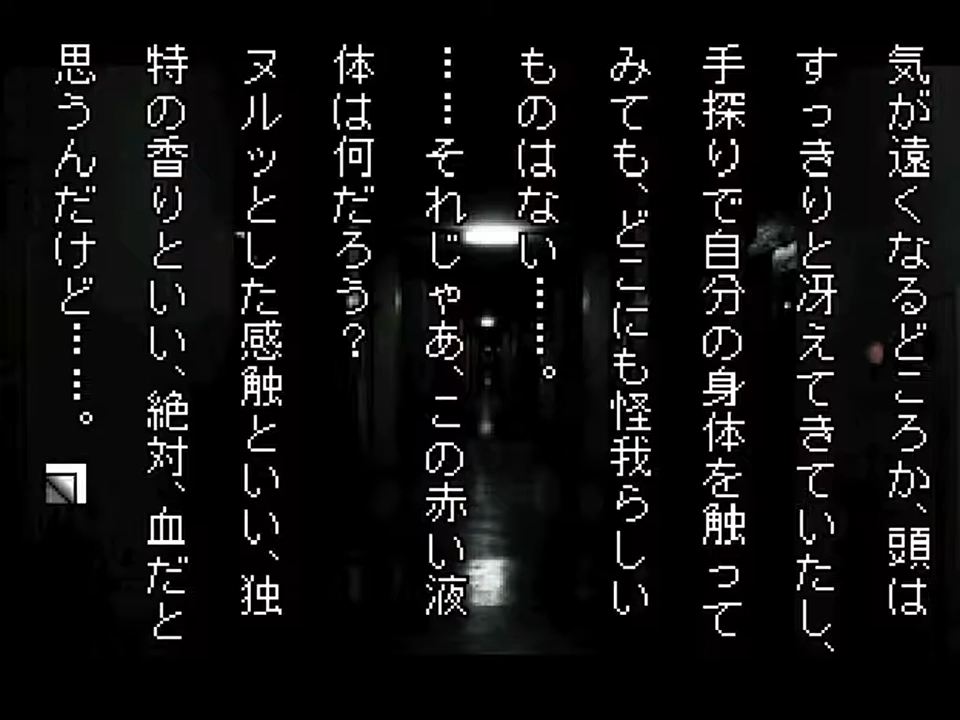 気が遠くなるどころか、頭は
すっきりと冴えてきていたし、
手探りで自分の身体を触って
みても、どこにも怪我らしい
ものはない……。
……それじゃあ、この赤い液
体は何だろう？
ヌルッとした感触といい、独
特の香りといい、絶対、血だと
思うんだけど……。